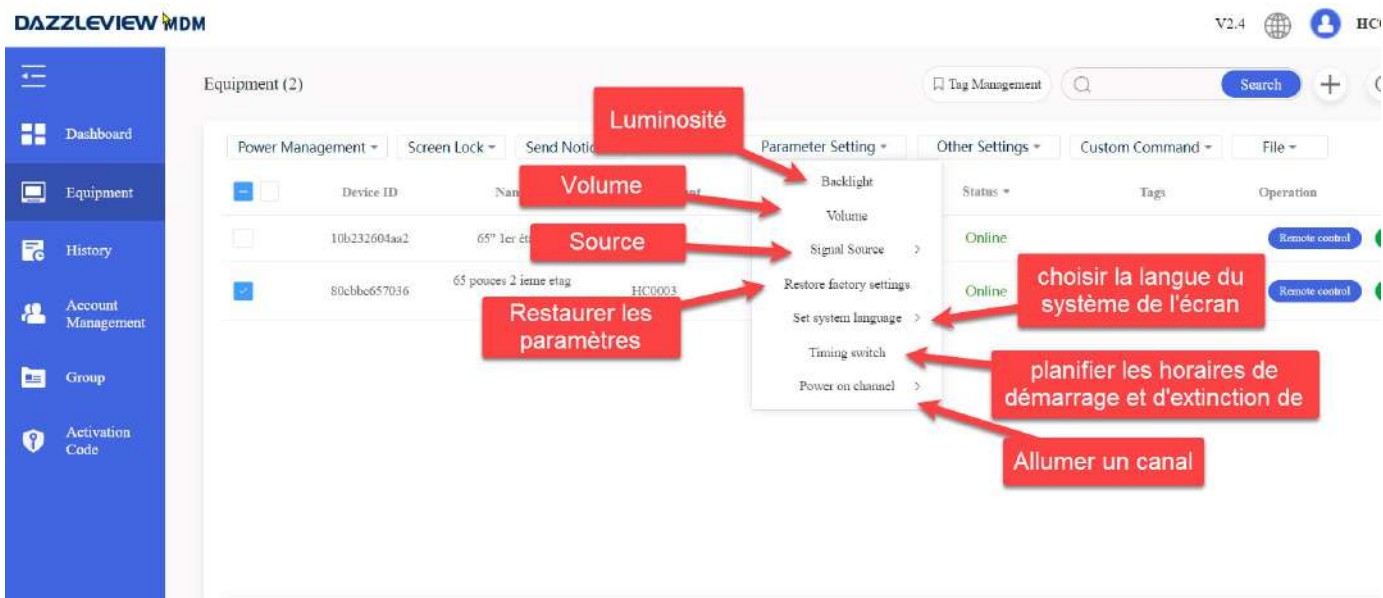 DAZZLEVIEW MDM
V2.4
Equipment (2)
Tag Management
Search
Dashboard
Equipment
History
Account
Management
Group
Activation
Code
Power Management
Screen Lock
Send
Parameter Setting
Other Settings
Custom Command
File
Device ID
Status
Tags
Operation
10b232604aa2
65" 1er
Online
Remote control
80cbbc657036
65 pouces 2 ieme etag
HC0003
Online
Remote control
Backlight
Volume
Signal Source
Restore factory settings
Set system language
Timing switch
Power on channel
Luminosité
Volume
Source
Restaurer les
paramètres
choisir la langue du
système de l'écran
planifier les horaires de
démarrage et d'extinction de
Allumer un canal